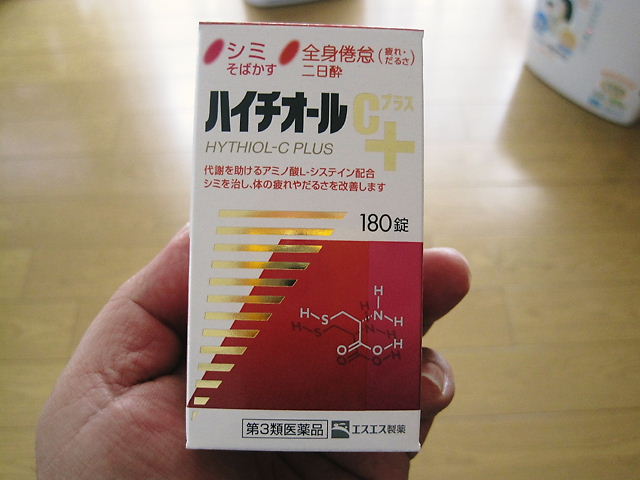 シミ
そばかす
全身倦怠(疲れ・だるさ)
二日酔
ハイチオールCプラス
+
HYTHIOL-C PLUS
代謝を助けるアミノ酸L-システイン配合
シミを治し、体の疲れやだるさを改善します
180錠
H
H S N H
H S N H
O O H
O O H
第3類医薬品 エスエス製薬